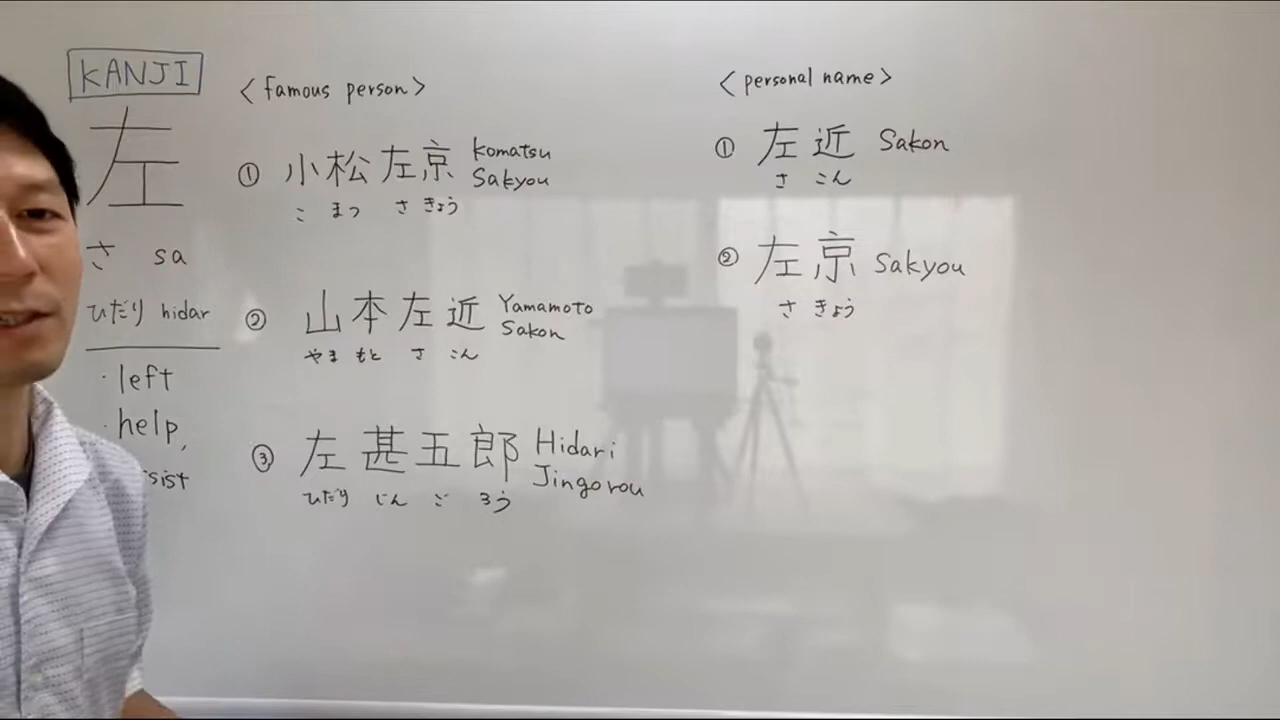 KANJI
左
さ sa
ひだり hidari
・left
・help,
sist
<famous person>
① 小松左京 Komatsu Sakyou
こ まつ さ きょう
② 山本左近 Yamamoto Sakon
やま もと さ こん
③ 左甚五郎 Hidari Jingorou
ひだり じん ご ろう
<personal name>
① 左近 Sakon
さ こん
② 左京 Sakyou
さ きょう